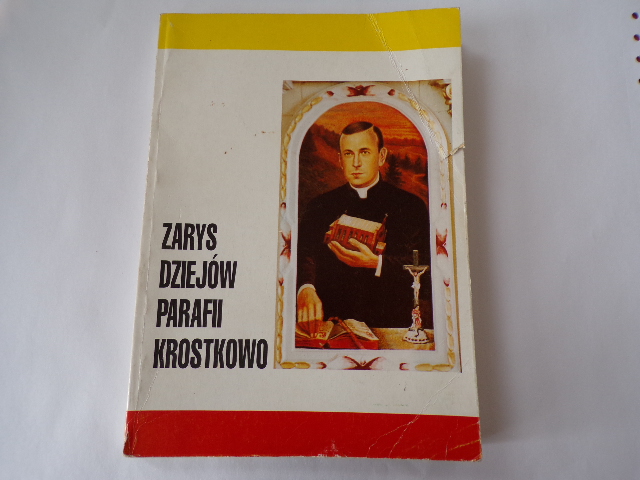 ZARYS
DZIEJÓW
PARAFII
KROSTKOWO